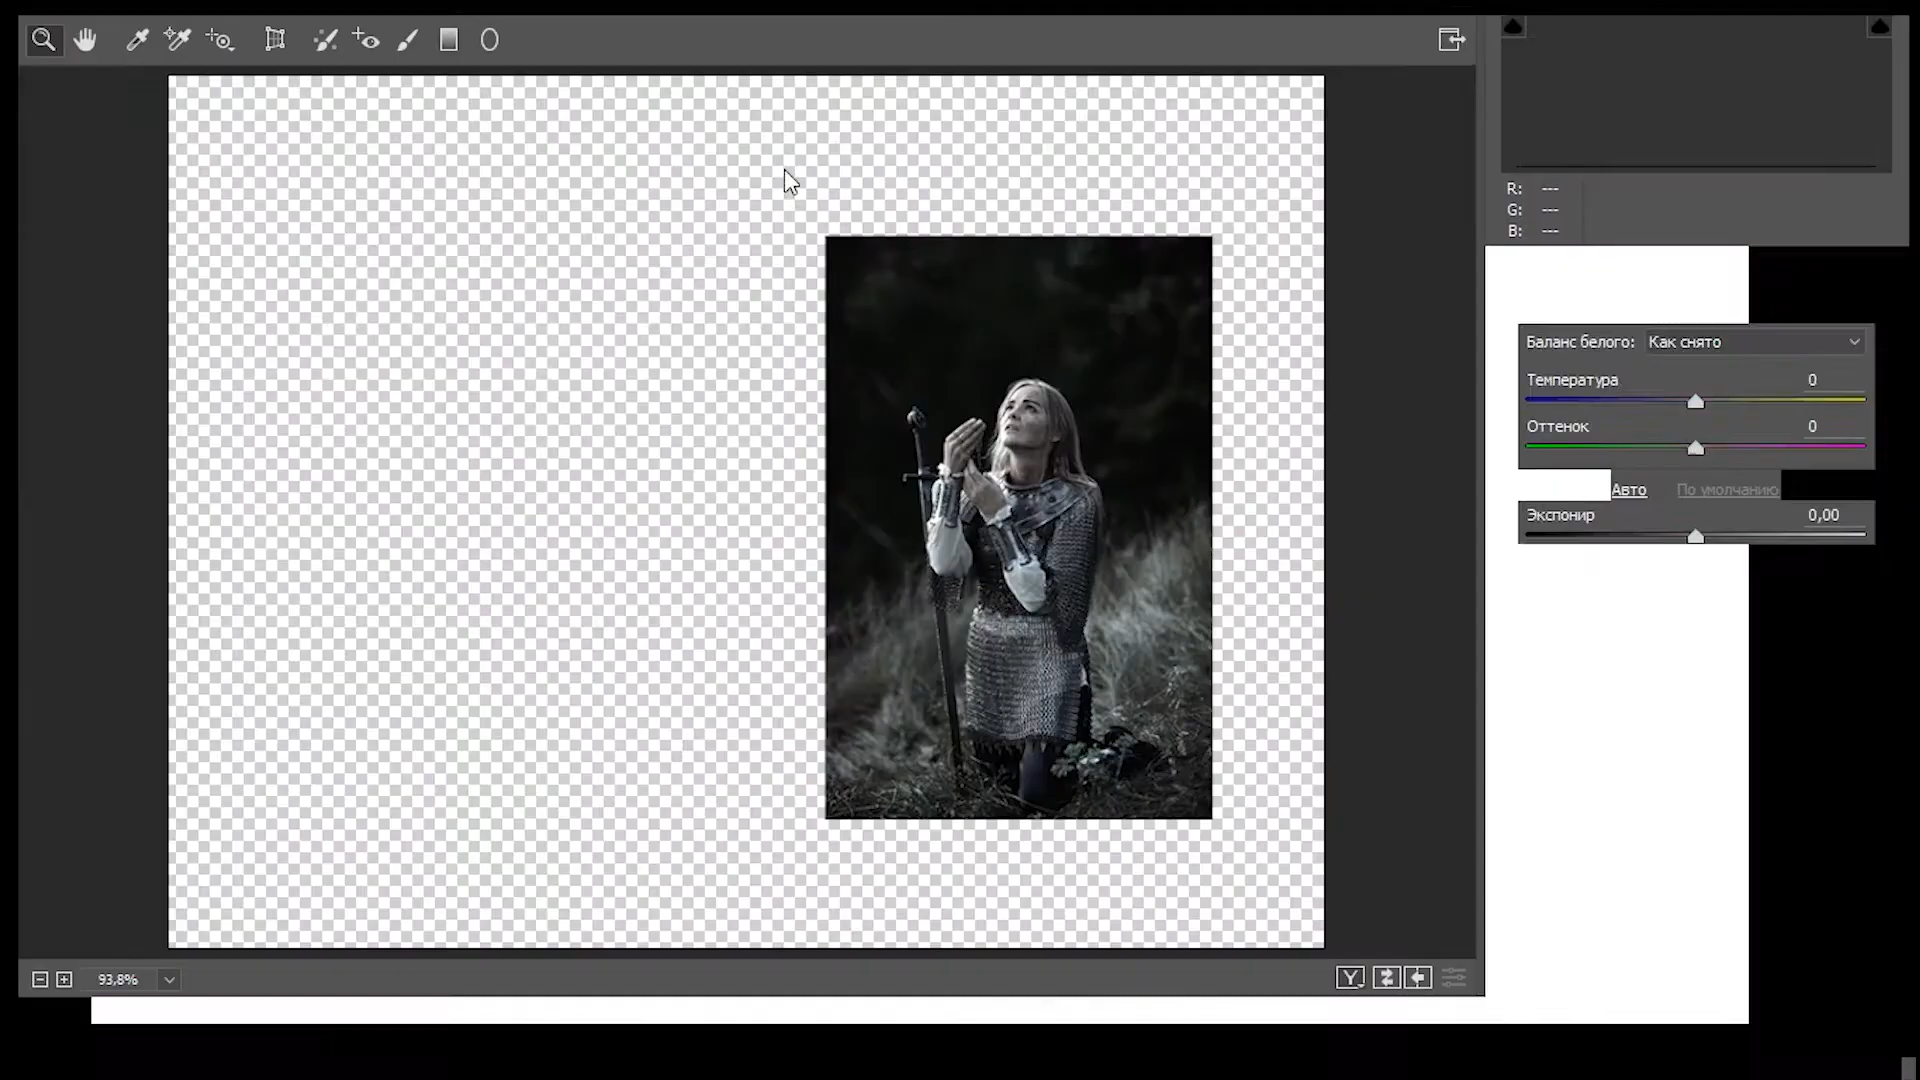 R: ---
G: ---
B: ---
Баланс белого: Как снято
Температура 0
Оттенок 0
Авто По умолчанию
Экспонир 0,00
93,8%
Y